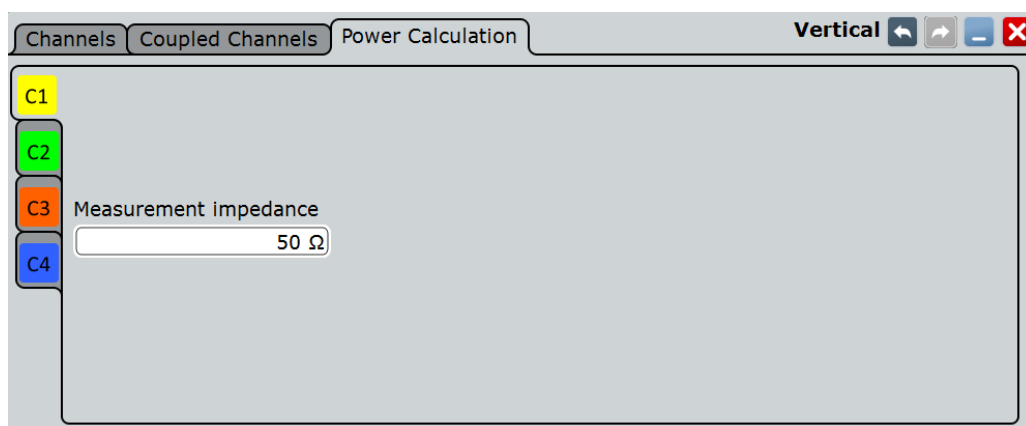 Channels Coupled Channels Power Calculation Vertical
C1
C2
C3 Measurement impedance
50 Ω
C4